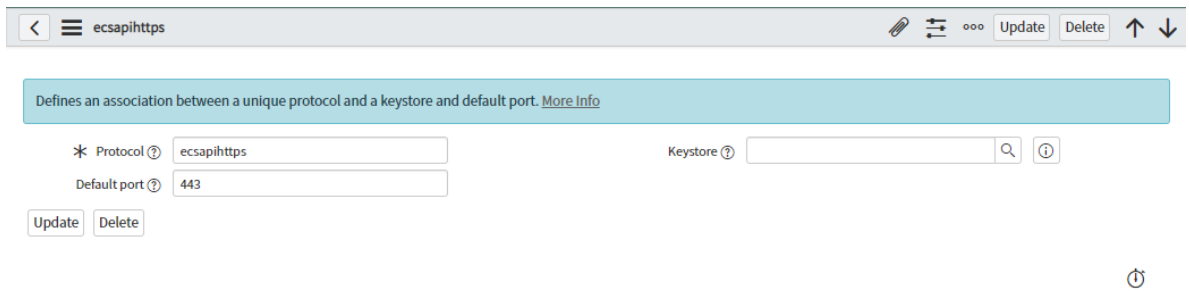 ecsapihttps
Update Delete
Defines an association between a unique protocol and a keystore and default port. More Info
Protocol ecsapihttps Keystore
Default port 443
Update Delete